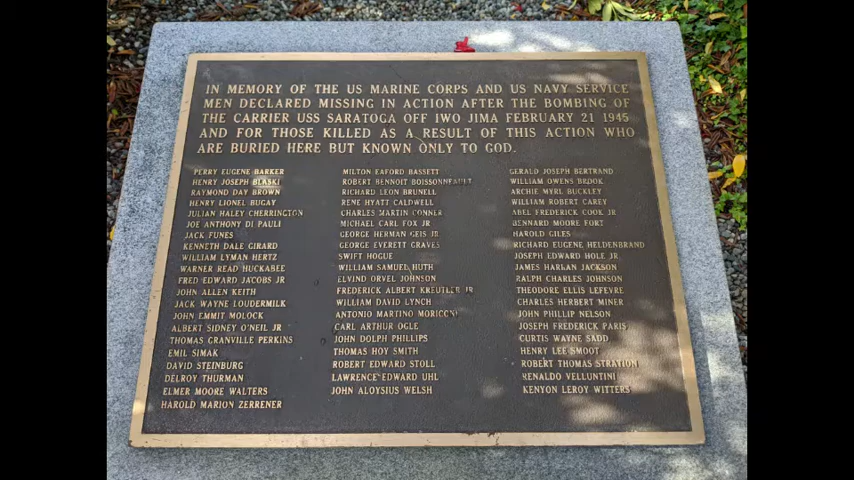 IN MEMORY OF THE US MARINE CORPS AND US NAVY SERVICE
MEN DECLARED MISSING IN ACTION AFTER THE BOMBING OF
THE CARRIER USS SARATOGA OFF IWO JIMA FEBRUARY 21 1945
AND FOR THOSE KILLED AS A RESULT OF THIS ACTION WHO
ARE BURIED HERE BUT KNOWN ONLY TO GOD.
PERRY EUGENE BARKER
HENRY JOSEPH BLASKI
RAYMOND DAY BROWN
HENRY LIONEL BUGAY
JULIAN HALEY CHERRINGTON
JOE ANTHONY DI PAULI
JACK FUNES
KENNETH DALE GIRARD
WILLIAM LYMAN HERTZ
WARNER READ HUCKABEE
FRED EDWARD JACOBS JR
JOHN ALLEN KEITH
JACK WAYNE LOUDERMILK
JOHN EMMIT MOLOCK
ALBERT SIDNEY O'NEIL JR
THOMAS GRANVILLE PERKINS
EMIL SIMAK
DAVID STEINBURG
DELROY THURMAN
ELMER MOORE WALTERS
HAROLD MARION ZERRENER
MILTON EAFORD BASSETT
ROBERT BENNOIT BOISSONNEAULT
RICHARD LEON BRUNELL
RENE HYATT CALDWELL
CHARLES MARTIN CONNER
MICHAEL CARL FOX JR
GEORGE HERMAN GEIS JR
GEORGE EVERETT GRAVES
SWIFT HOGUE
WILLIAM SAMUEL HUTH
ELVIND ORVEL JOHNSON
FREDERICK ALBERT KREUTLER JR
WILLIAM DAVID LYNCH
ANTONIO MARTINO MORICONI
CARL ARTHUR OGLE
JOHN DOLPH PHILLIPS
THOMAS HOY SMITH
ROBERT EDWARD STOLL
LAWRENCE EDWARD UHL
JOHN ALOYSIUS WELSH
GERALD JOSEPH BERTRAND
WILLIAM OWENS BROOK
ARCHIE MYRL BUCKLEY
WILLIAM ROBERT CAREY
ABEL FREDERICK COOK JR
BENNARD MOORE FORT
HAROLD GILES
RICHARD EUGENE HELDENBRAND
JOSEPH EDWARD HOLE JR
JAMES HARLAN JACKSON
RALPH CHARLES JOHNSON
THEODORE ELLIS LEFEVRE
CHARLES HERBERT MINER
JOHN PHILLIP NELSON
JOSEPH FREDERICK PARIS
CURTIS WAYNE SADD
HENRY LEE SMOOT
ROBERT THOMAS STRATION
RENALDO VELLUNTINI
KENYON LEROY WITTERS